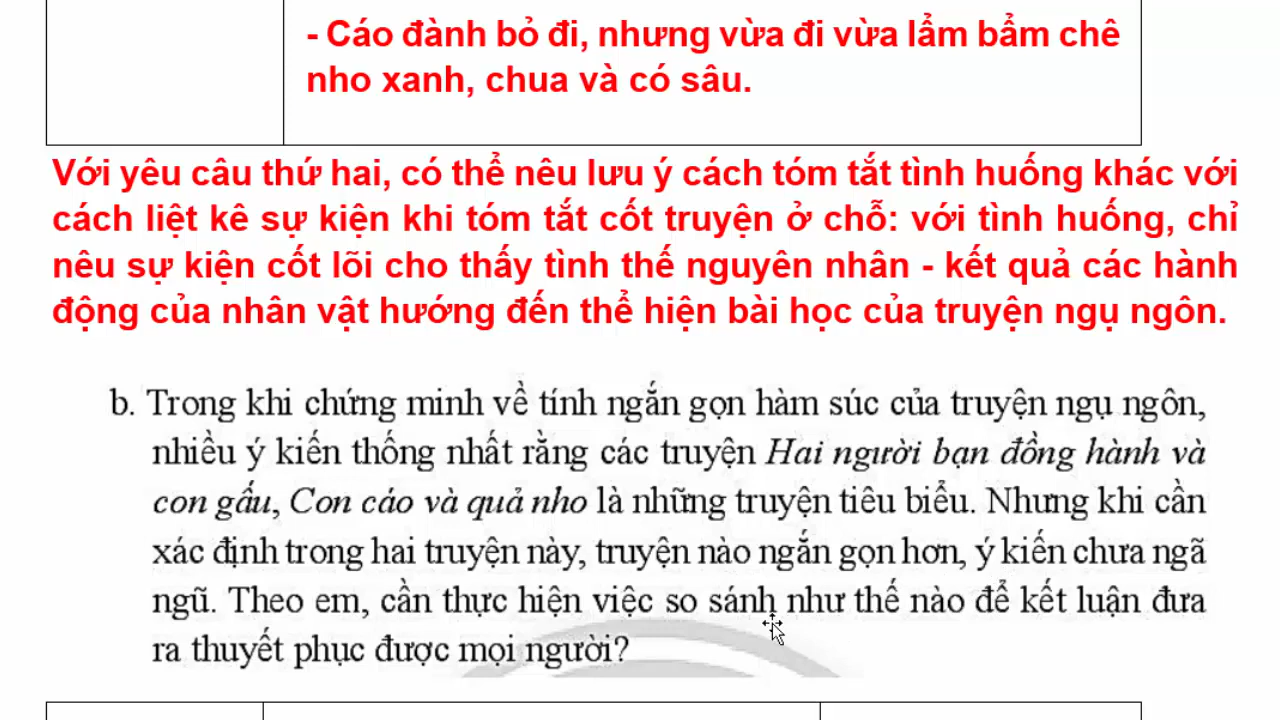 - Cáo đành bỏ đi, nhưng vừa đi vừa lẩm bẩm chê
nho xanh, chua và có sâu.
Với yêu câu thứ hai, có thể nêu lưu ý cách tóm tắt tình huống khác với
cách liệt kê sự kiện khi tóm tắt cốt truyện ở chỗ: với tình huống, chỉ
nêu sự kiện cốt lõi cho thấy tình thế nguyên nhân - kết quả các hành
động của nhân vật hướng đến thể hiện bài học của truyện ngụ ngôn.
b. Trong khi chứng minh về tính ngắn gọn hàm súc của truyện ngụ ngôn,
nhiều ý kiến thống nhất rằng các truyện Hai người bạn đồng hành và
con gấu, Con cáo và quả nho là những truyện tiêu biểu. Nhưng khi cần
xác định trong hai truyện này, truyện nào ngắn gọn hơn, ý kiến chưa ngã
ngũ. Theo em, cần thực hiện việc so sánh như thế nào để kết luận đưa
ra thuyết phục được mọi người?